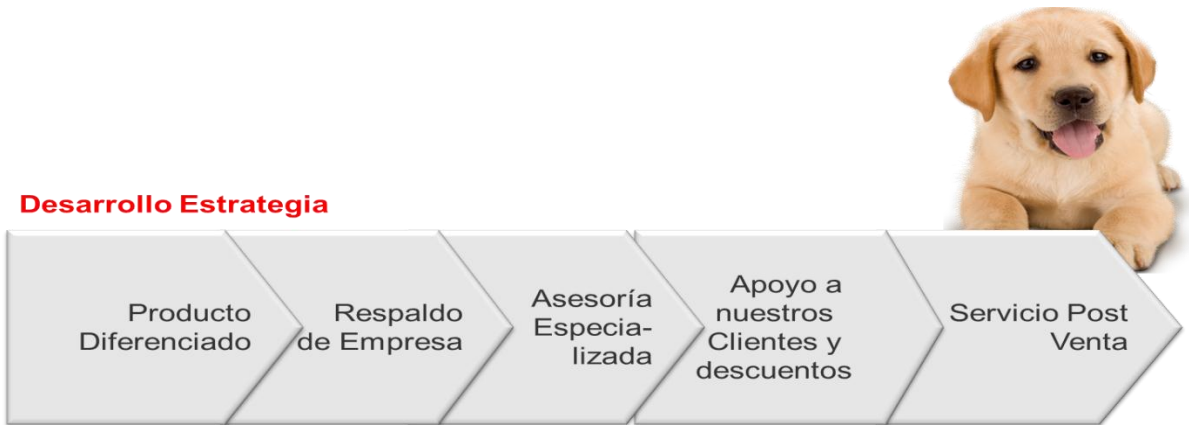 Desarrollo Estrategia
Producto
Diferenciado
Respaldo
de Empresa
Asesoría
Especia-
lizada
Apoyo a
nuestros
Clientes y
descuentos
Servicio Post
Venta